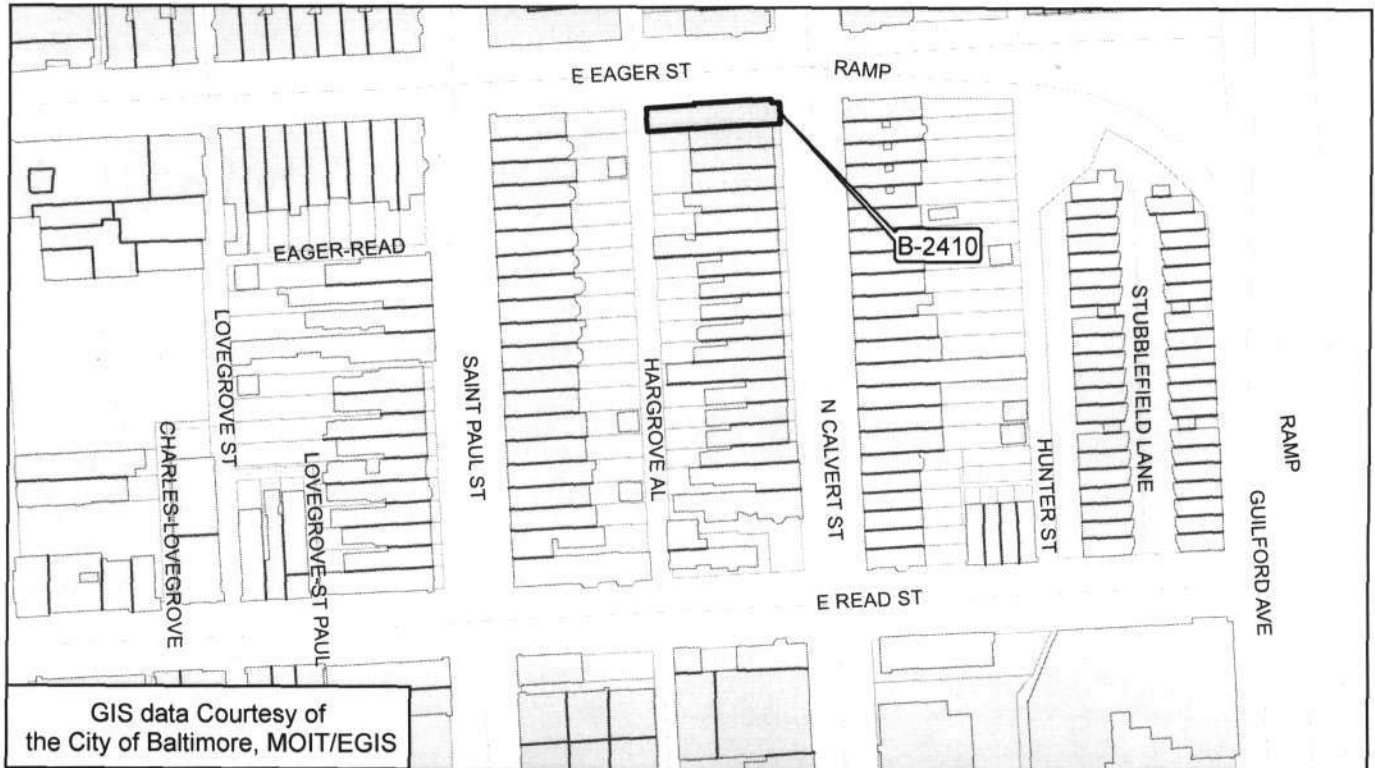 E EAGER ST
RAMP
B-2410
EAGER-READ
LOVEGROVE ST
SAINT PAUL ST
HARGROVE AL
N CALVERT ST
STUBBLEFIELD LANE
HUNTER ST
RAMP
GUILFORD AVE
CHARLES-LOVEGROVE
LOVEGROVE-ST PAUL
E READ ST
GIS data Courtesy of
the City of Baltimore, MOIT/EGIS